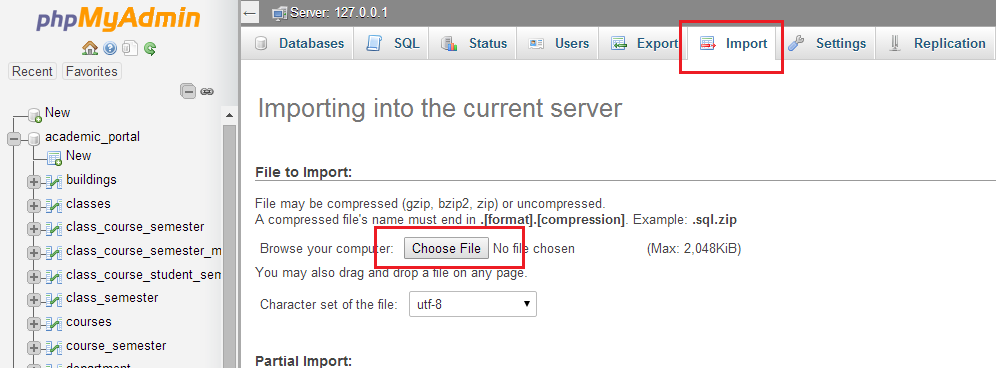 phpMyAdmin
Recent Favorites
New
academic_portal
New
buildings
classes
class_course_semester
class_course_semester_m
class_course_student_sem
class_semester
courses
course_semester
department
Server: 127.0.0.1
Databases SQL Status Users Export Import Settings Replication
Importing into the current server
File to Import:
File may be compressed (gzip, bzip2, zip) or uncompressed.
A compressed file's name must end in .[format].[compression]. Example: .sql.zip
Browse your computer: Choose File No file chosen (Max: 2,048KiB)
You may also drag and drop a file on any page.
Character set of the file: utf-8
Partial Import: